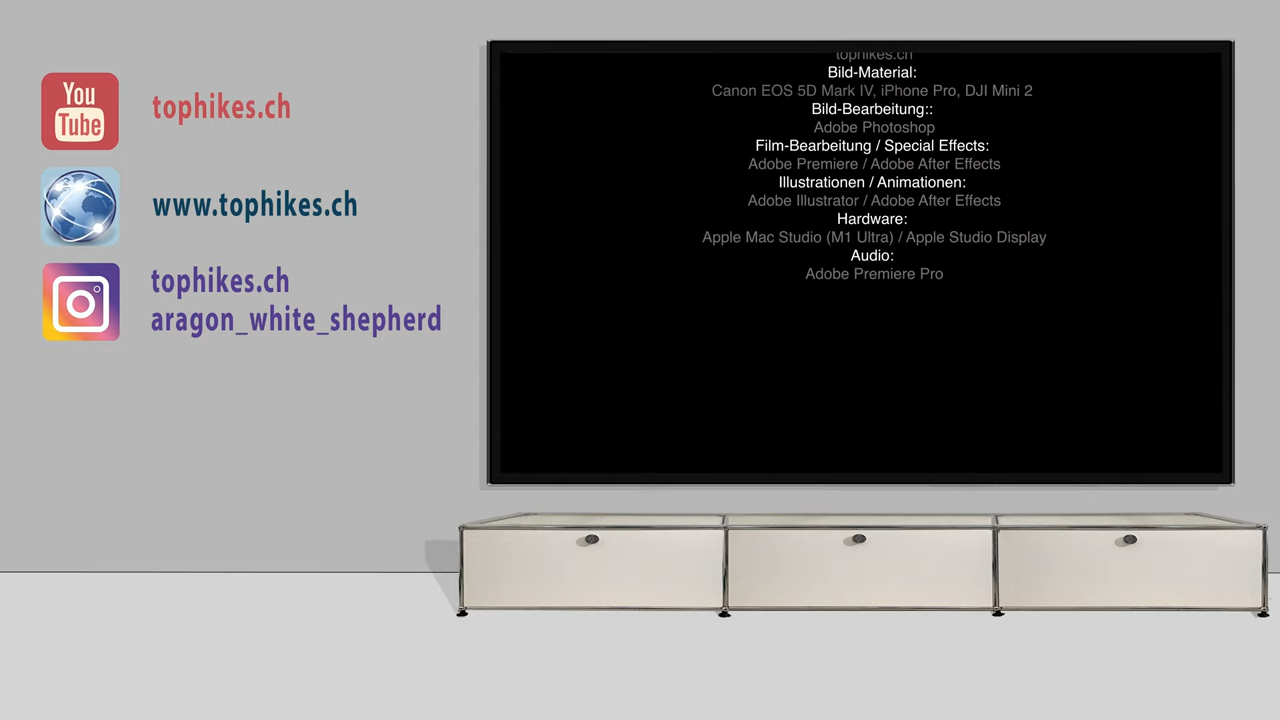 You
Tube
tophikes.ch
www.tophikes.ch
tophikes.ch
aragon_white_shepherd
tophikes.ch
Bild-Material:
Canon EOS 5D Mark IV, iPhone Pro, DJI Mini 2
Bild-Bearbeitung::
Adobe Photoshop
Film-Bearbeitung / Special Effects:
Adobe Premiere / Adobe After Effects
Illustrationen / Animationen:
Adobe Illustrator / Adobe After Effects
Hardware:
Apple Mac Studio (M1 Ultra) / Apple Studio Display
Audio:
Adobe Premiere Pro